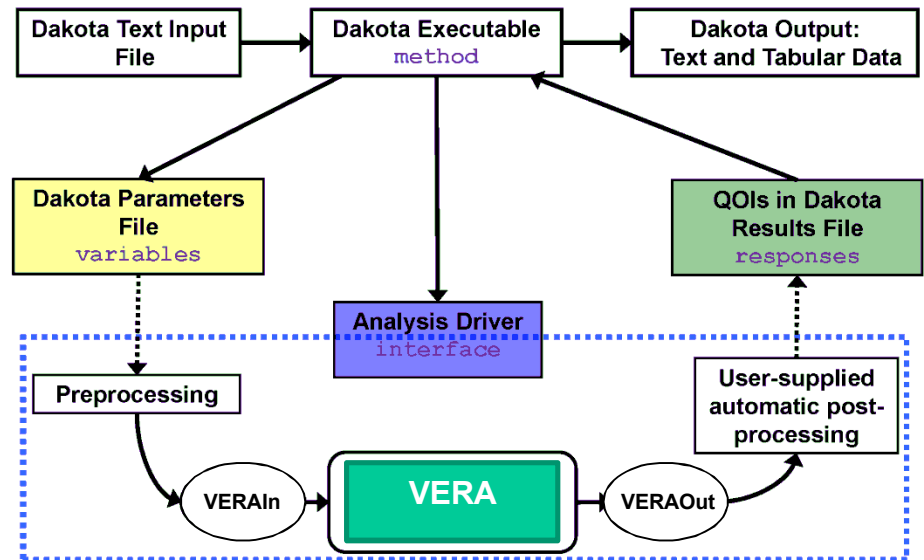 Dakota Text Input
File
Dakota Executable
method
Dakota Output:
Text and Tabular Data
Dakota Parameters
File
variables
QOIs in Dakota
Results File
responses
Analysis Driver
interface
Preprocessing
User-supplied
automatic post-
processing
VERAIn
VERA
VERAOut